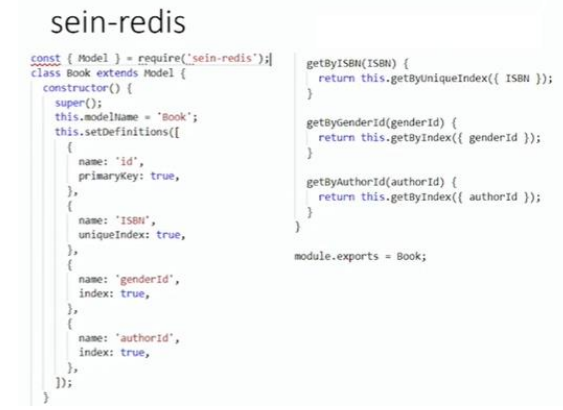 sein-redis
const { Model } = require('sein-redis');
class Book extends Model {
constructor() {
super();
this.modelName = 'Book';
this.setDefinitions([
{
name: 'id',
primaryKey: true,
},
{
name: 'ISBN',
uniqueIndex: true,
},
{
name: 'genderId',
index: true,
},
{
name: 'authorId',
index: true,
},
]);
}
getByISBN(ISBN) {
return this.getByUniqueIndex({ ISBN });
}
getByGenderId(genderId) {
return this.getByIndex({ genderId });
}
getByAuthorId(authorId) {
return this.getByIndex({ authorId });
}
}
module.exports = Book;